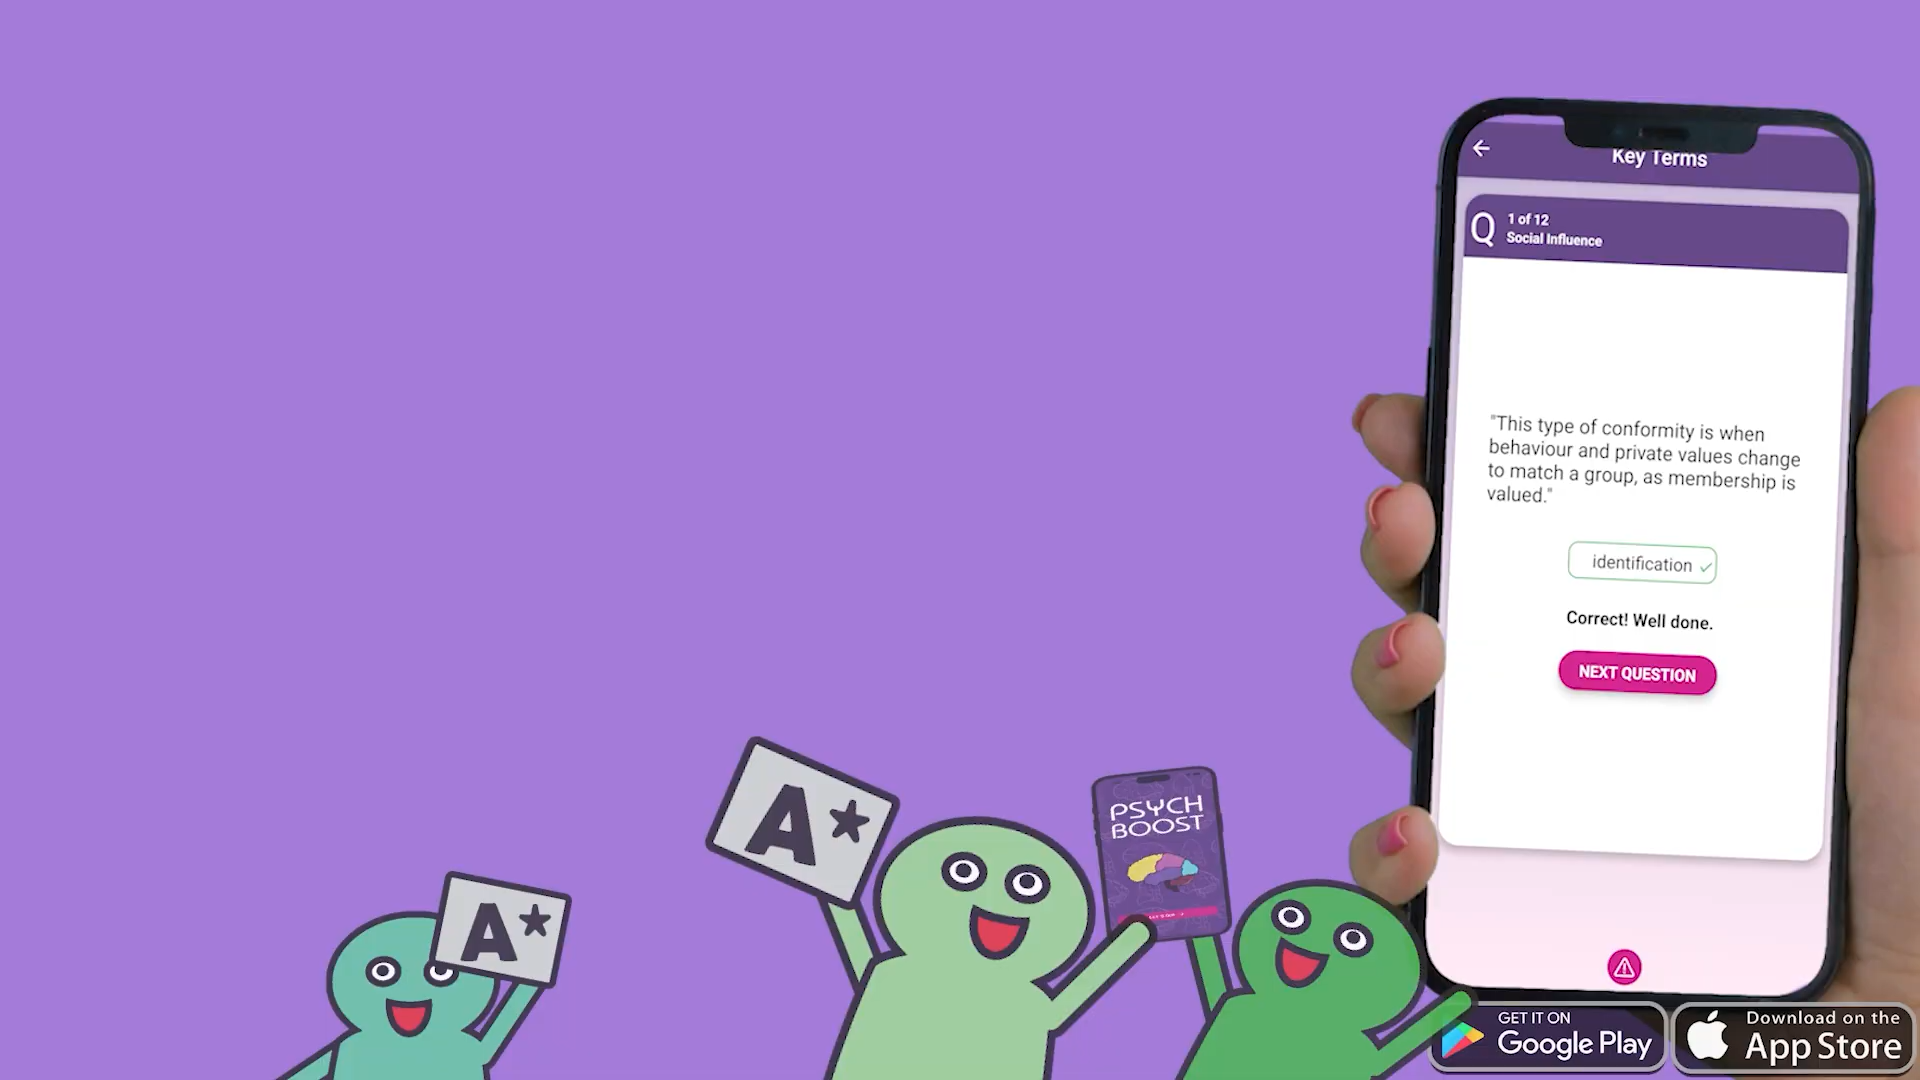 Key Terms
Q
1 of 12
Social Influence
"This type of conformity is when
behaviour and private values change
to match a group, as membership is
valued."
identification
Correct! Well done.
NEXT QUESTION
A★
PSYCH
BOOST
A★
GET IT ON
Google Play
Download on the
App Store